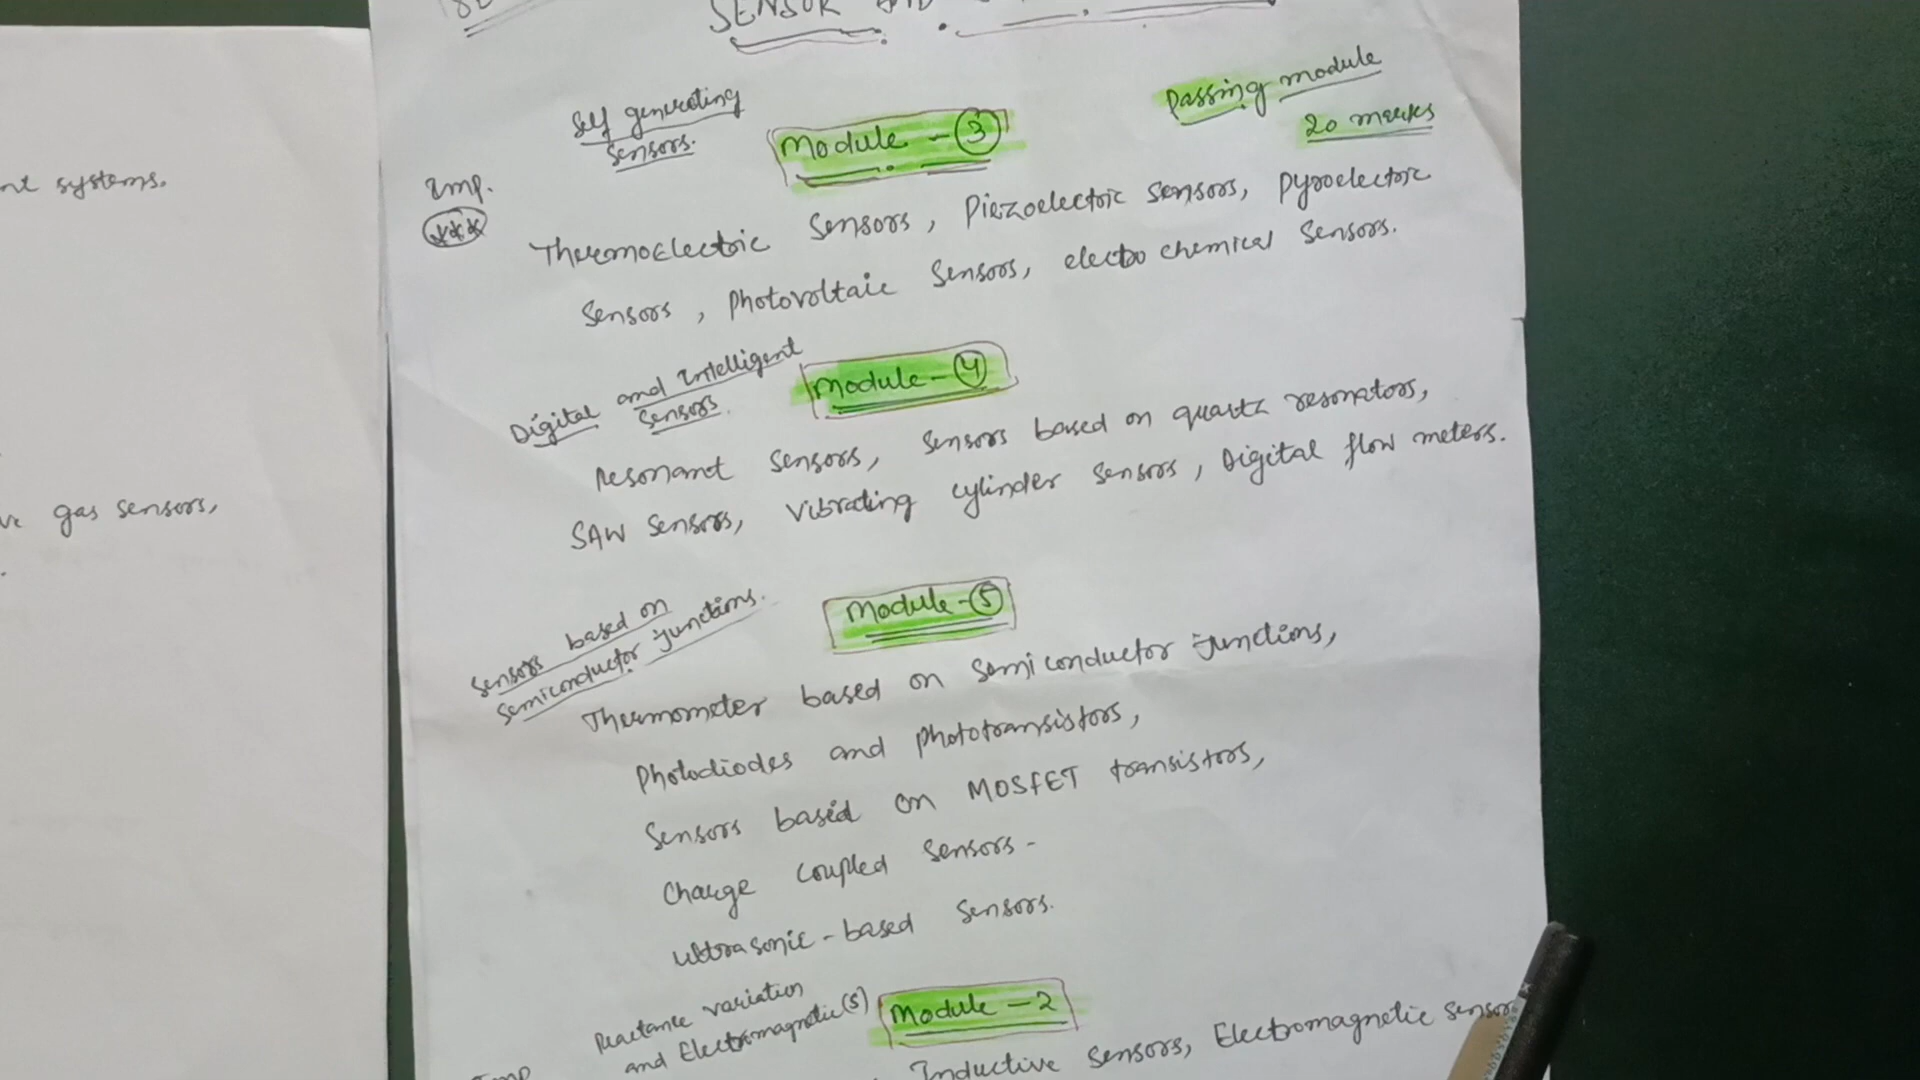 nt systems.
gas sensors,
SENSOR
Self generating
sensors.
Module - 3
Passing module
20 marks
Imp.
***
Thermoelectric sensors, Piezoelectric sensors, Pyroelectric
sensors, Photovoltaic sensors, electro chemical sensors.
Digital and Intelligent
sensors.
Module - 4
Resonant sensors, sensors based on quartz resonators,
SAW sensors, Vibrating cylinder sensors, Digital flow meters.
sensors based on
semiconductor junctions.
Module - 5
Thermometer based on semiconductor junctions,
Photodiodes and phototransistors,
Sensors based on MOSFET transistors,
Charge coupled sensors -
ultrasonic-based sensors.
Reactance variation
and Electromagnetic(s)
Module - 2
Imp
Inductive sensors, Electromagnetic sensor